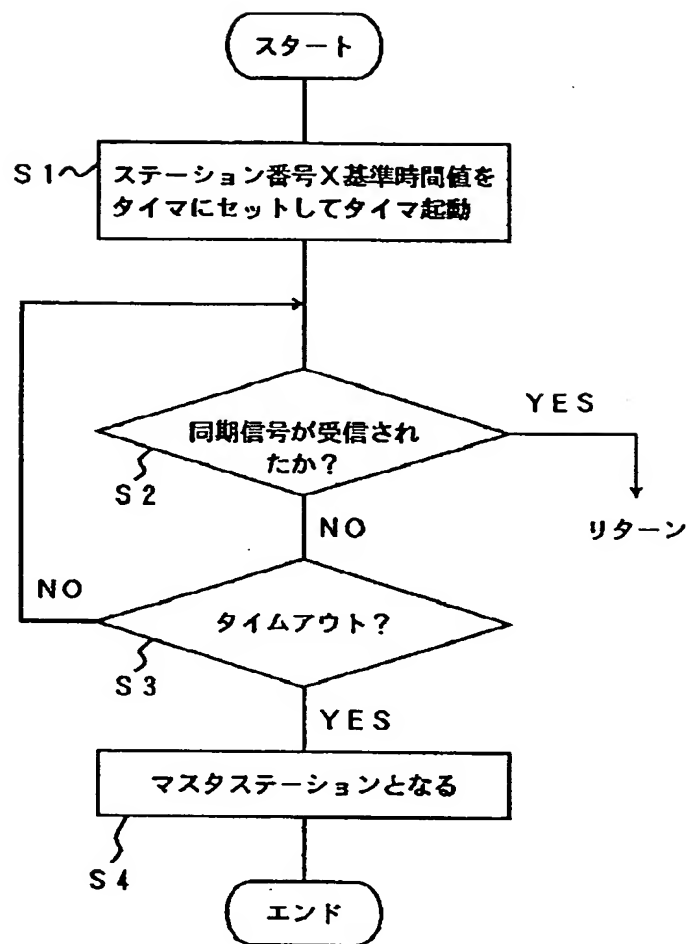 スタート
S1
ステーション番号X基準時間値を
タイマにセットしてタイマ起動
同期信号が受信され
たか？
YES
S2
リターン
NO
NO
タイムアウト？
S3
YES
マスタステーションとなる
S4
エンド